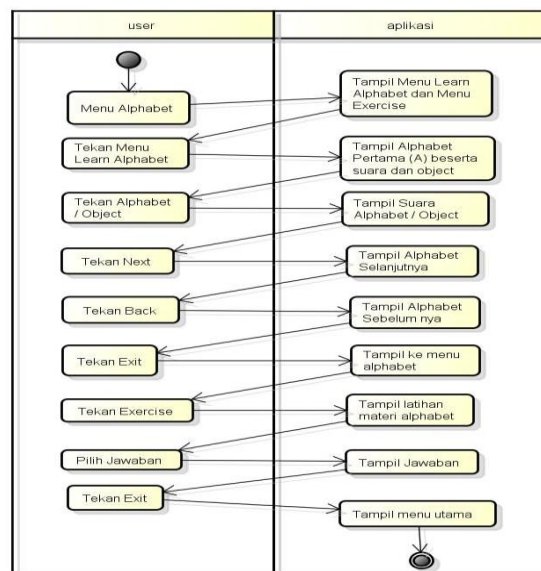 user
aplikasi
Menu Alphabet
Tampil Menu Learn
Alphabet dan Menu
Exercise
Tekan Menu
Learn Alphabet
Tampil Alphabet
Pertama (A) beserta
suara dan object
Tekan Alphabet
/ Object
Tampil Suara
Alphabet / Object
Tekan Next
Tampil Alphabet
Selanjutnya
Tekan Back
Tampil Alphabet
Sebelum nya
Tekan Exit
Tampil ke menu
alphabet
Tekan Exercise
Tampil latihan
materi alphabet
Pilih Jawaban
Tampil Jawaban
Tekan Exit
Tampil menu utama